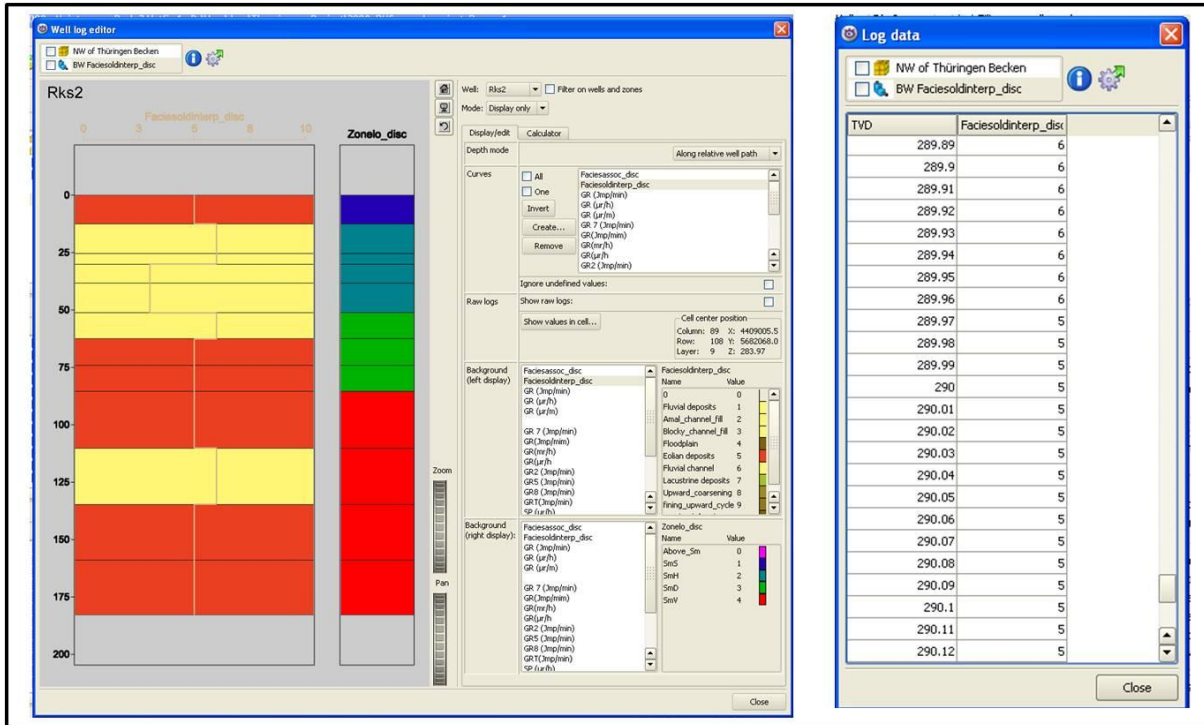 Well log editor
NW of Thüringen Becken
BW Faciesoldinterp_disc
Rks2
Faciesoldinterp_disc
0 3 5 8 10
Zonelo_disc
0
25
50
75
100
125
150
175
200
Zoom
Pan
Well: Rks2 Filter on wells and zones
Mode: Display only
Display/edit Calculator
Depth mode Along relative well path
Curves
All
One
Invert
Create...
Remove
Faciesassoc_disc
Faciesoldinterp_disc
GR (Jmp/min)
GR (µr/h)
GR (µr/m)
GR 7 (Jmp/min)
GR(Jmp/mim)
GR(mr/h)
GR(µr/h
GR2 (Jmp/min)
Ignore undefined values:
Raw logs Show raw logs:
Show values in cell...
Cell center position
Column: 89 X: 4409005.5
Row: 108 Y: 5682068.0
Layer: 9 Z: 283.97
Background
(left display)
Faciesassoc_disc
Faciesoldinterp_disc
GR (Jmp/min)
GR (µr/h)
GR (µr/m)
GR 7 (Jmp/min)
GR(Jmp/mim)
GR(mr/h)
GR(µr/h
GR2 (Jmp/min)
GR5 (Jmp/min)
GR8 (Jmp/min)
GRT(Jmp/min)
SP (µr/h)
Faciesoldinterp_disc
Name Value
0 0
Fluvial deposits 1
Amal_channel_fill 2
Blocky_channel_fill 3
Floodplain 4
Eolian deposits 5
Fluvial channel 6
Lacustrine deposits 7
Upward_coarsening 8
fining_upward_cycle 9
Background
(right display):
Faciesassoc_disc
Faciesoldinterp_disc
GR (Jmp/min)
GR (µr/h)
GR (µr/m)
GR 7 (Jmp/min)
GR(Jmp/mim)
GR(mr/h)
GR(µr/h
GR2 (Jmp/min)
GR5 (Jmp/min)
GR8 (Jmp/min)
GRT(Jmp/min)
SP (µr/h)
Zonelo_disc
Name Value
Above_Sm 0
SmS 1
SmH 2
SmD 3
SmV 4
Close
Log data
NW of Thüringen Becken
BW Faciesoldinterp_disc
TVD Faciesoldinterp_disc
289.89 6
289.9 6
289.91 6
289.92 6
289.93 6
289.94 6
289.95 6
289.96 6
289.97 5
289.98 5
289.99 5
290 5
290.01 5
290.02 5
290.03 5
290.04 5
290.05 5
290.06 5
290.07 5
290.08 5
290.09 5
290.1 5
290.11 5
290.12 5
Close